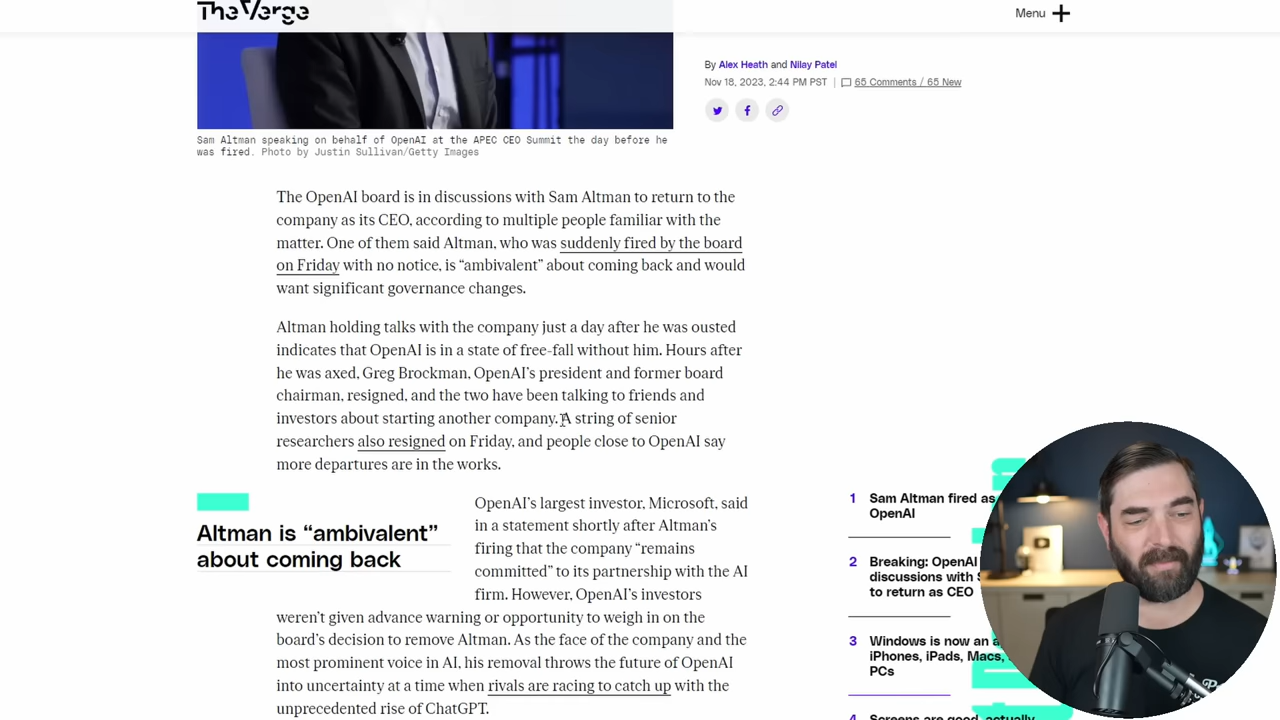 The Verge
Menu
By Alex Heath and Nilay Patel
Nov 18, 2023, 2:44 PM PST
65 Comments / 65 New
Sam Altman speaking on behalf of OpenAI at the APEC CEO Summit the day before he
was fired. Photo by Justin Sullivan/Getty Images
The OpenAI board is in discussions with Sam Altman to return to the
company as its CEO, according to multiple people familiar with the
matter. One of them said Altman, who was suddenly fired by the board
on Friday with no notice, is “ambivalent” about coming back and would
want significant governance changes.
Altman holding talks with the company just a day after he was ousted
indicates that OpenAI is in a state of free-fall without him. Hours after
he was axed, Greg Brockman, OpenAI’s president and former board
chairman, resigned, and the two have been talking to friends and
investors about starting another company. A string of senior
researchers also resigned on Friday, and people close to OpenAI say
more departures are in the works.
Altman is “ambivalent”
about coming back
OpenAI’s largest investor, Microsoft, said
in a statement shortly after Altman’s
firing that the company “remains
committed” to its partnership with the AI
firm. However, OpenAI’s investors
weren’t given advance warning or opportunity to weigh in on the
board’s decision to remove Altman. As the face of the company and the
most prominent voice in AI, his removal throws the future of OpenAI
into uncertainty at a time when rivals are racing to catch up with the
unprecedented rise of ChatGPT.
1 Sam Altman fired as
OpenAI
2 Breaking: OpenAI
discussions with
to return as CEO
3 Windows is now an
iPhones, iPads, Macs,
PCs
4 Screens are good, actually